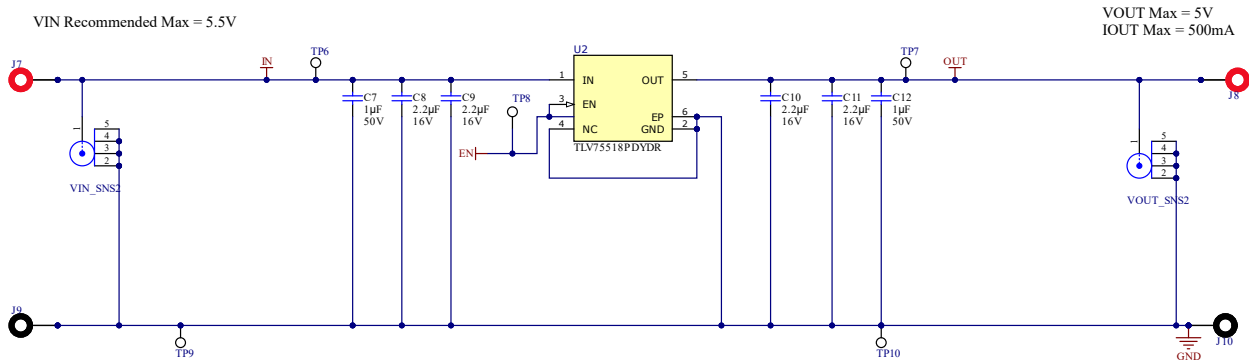 VIN Recommended Max = 5.5V
VOUT Max = 5V
IOUT Max = 500mA
U2
J7
IN
TP6
TP7
OUT
J8
1
IN
OUT
5
3
EN
EP
6
4
NC
GND
2
TLV75518PDYDR
TP8
EN
C7
1µF
50V
C8
2.2µF
16V
C9
2.2µF
16V
C10
2.2µF
16V
C11
2.2µF
16V
C12
1µF
50V
1
5
4
3
2
VIN_SNS2
1
5
4
3
2
VOUT_SNS2
J9
TP9
TP10
GND
J10